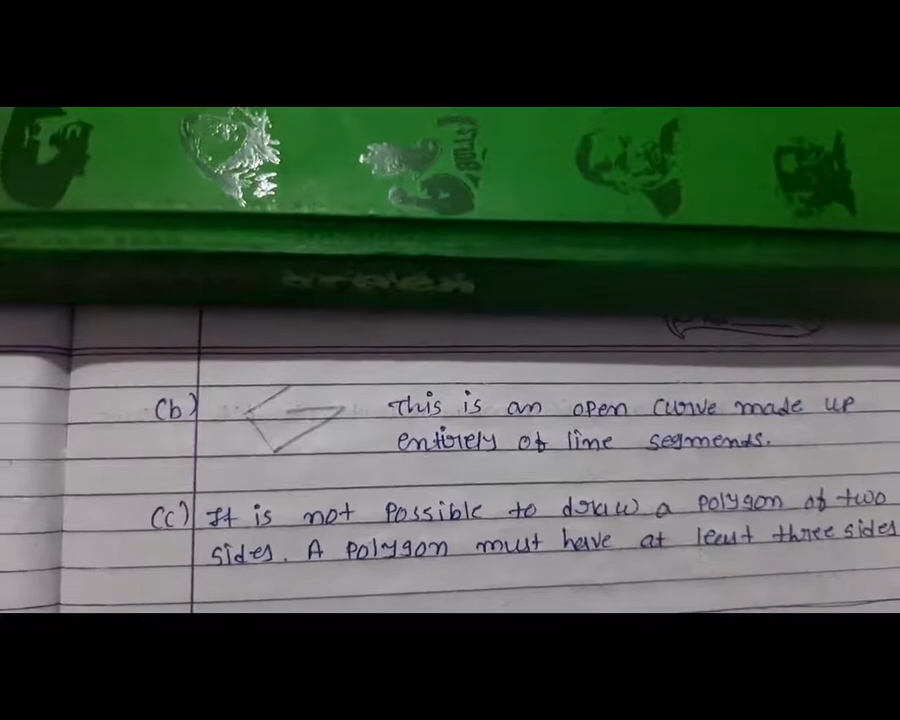 (b) This is an open curve made up
entirely of line segments.
(c) It is not possible to draw a polygon of two
sides. A polygon must have at least three sides